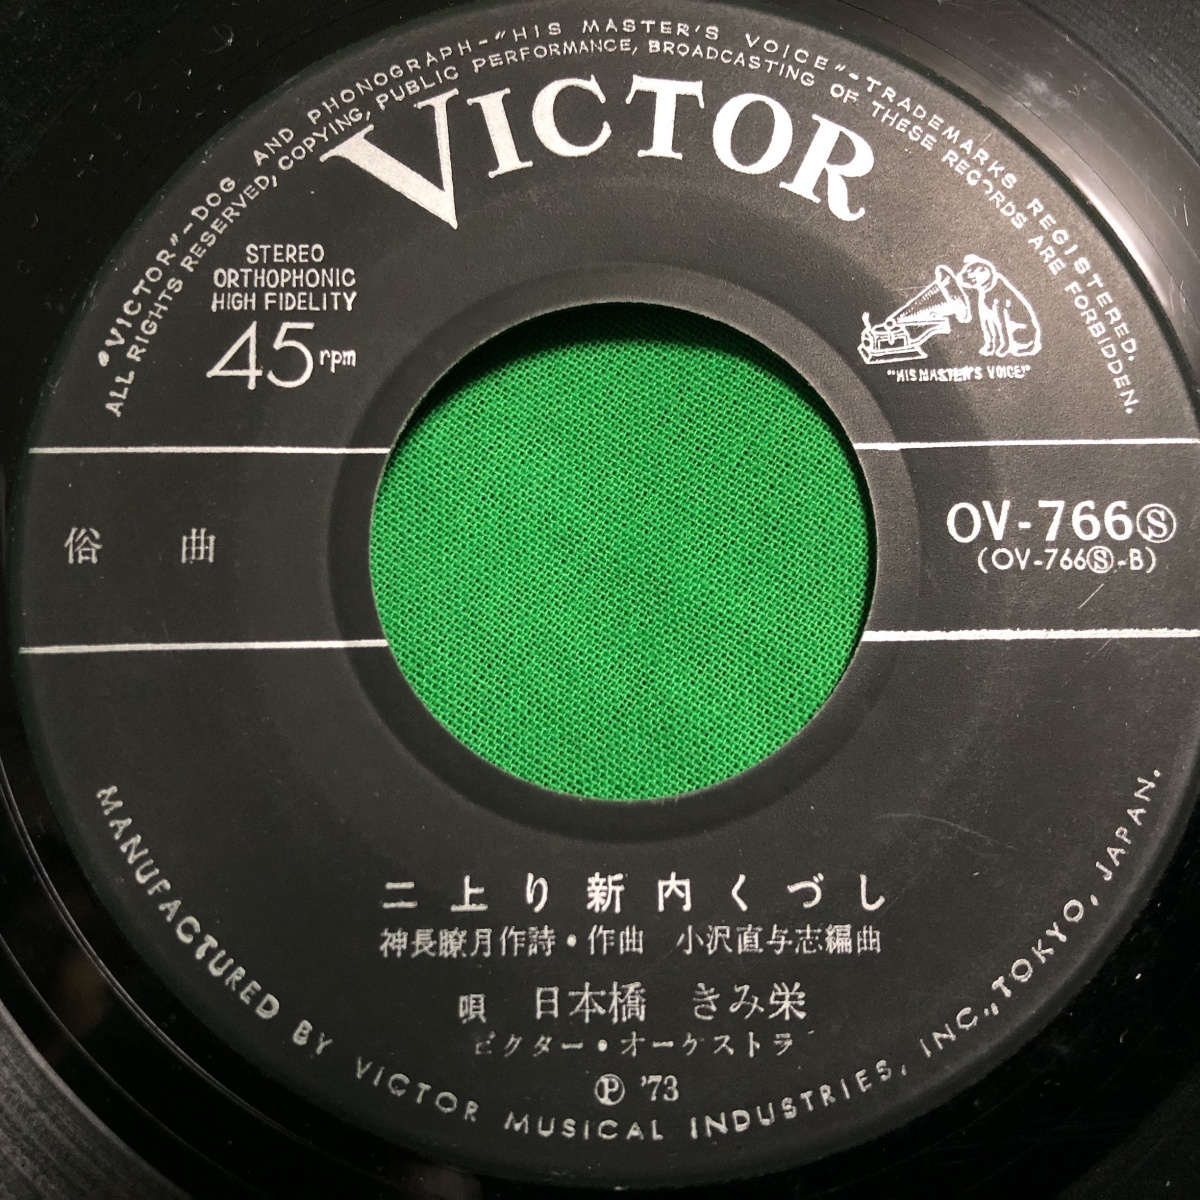 "VICTOR"-DOG AND PHONOGRAPH-"HIS MASTER'S VOICE"-TRADEMARKS REGISTERED.
ALL RIGHTS RESERVED, COPYING, PUBLIC PERFORMANCE, BROADCASTING OF THESE RECORDS ARE FORBIDDEN.
VICTOR
STEREO
ORTHOPHONIC
HIGH FIDELITY
45rpm
"HIS MASTER'S VOICE"
俗 曲
OV-766Ⓢ
(OV-766Ⓢ-B)
二上り新内くづし
神長瞭月作詩・作曲 小沢直与志編曲
唄 日本橋 きみ栄
ビクター・オーケストラ
Ⓟ '73
MANUFACTURED BY VICTOR MUSICAL INDUSTRIES, INC., TOKYO, JAPAN.